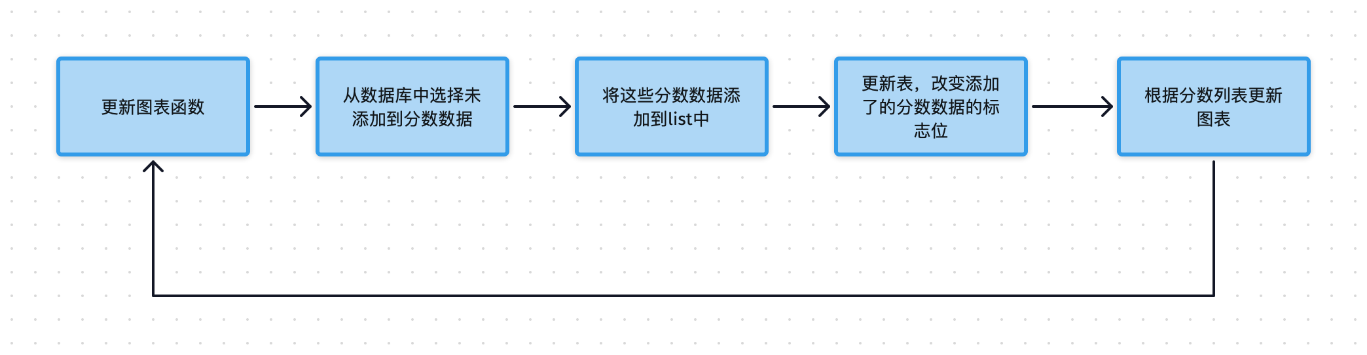 更新图表函数
从数据库中选择未
添加到分数数据
将这些分数数据添
加到list中
更新表，改变添加
了的分数数据的标
志位
根据分数列表更新
图表